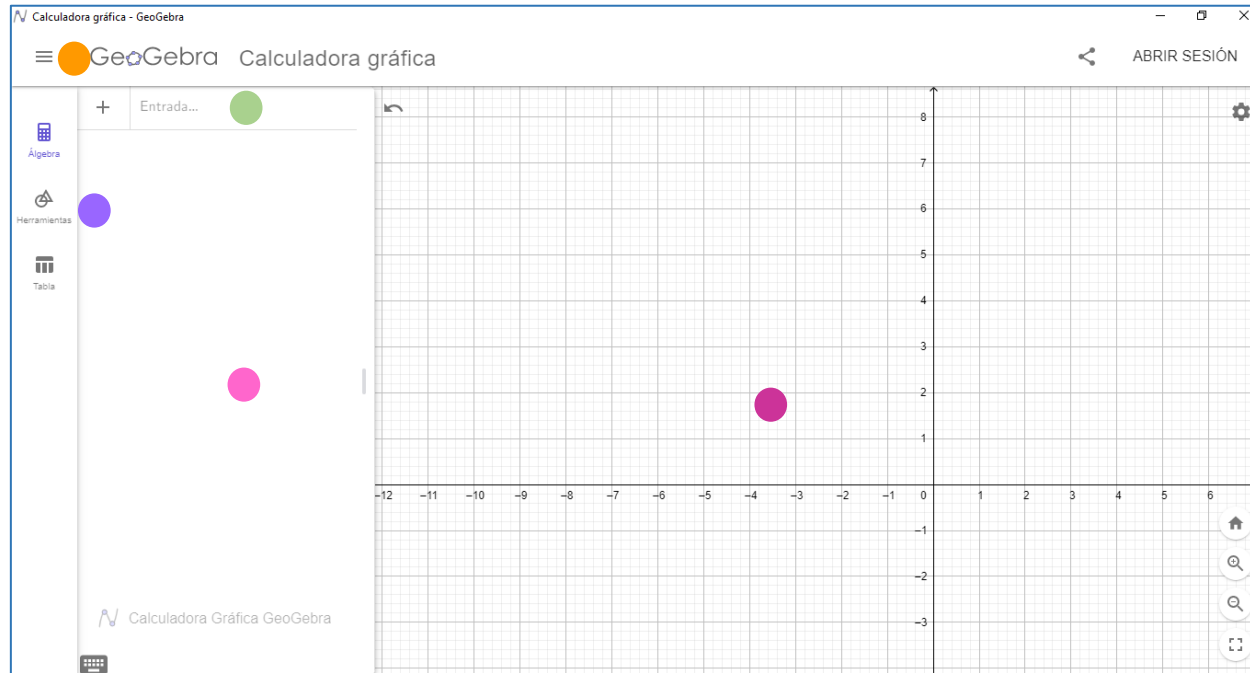 Calculadora gráfica - GeoGebra
GeoGebra Calculadora gráfica ABRIR SESIÓN
+ Entrada...
Álgebra
Herramientas
Tabla
8
7
6
5
4
3
2
1
–12 –11 –10 –9 –8 –7 –6 –5 –4 –3 –2 –1 0 1 2 3 4 5 6
–1
–2
–3
Calculadora Gráfica GeoGebra